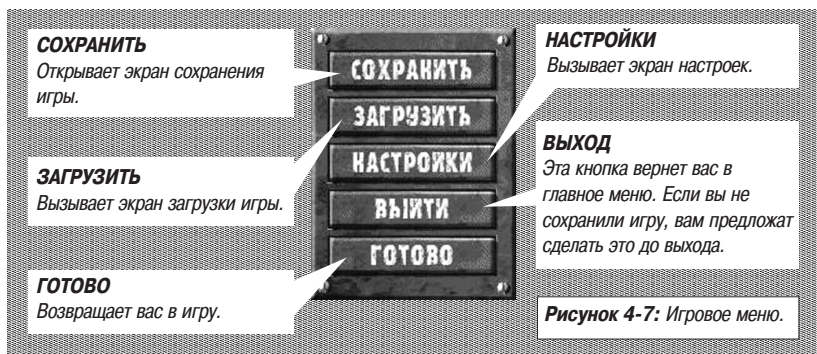 СОХРАНИТЬ
Открывает экран сохранения
игры.
ЗАГРУЗИТЬ
Вызывает экран загрузки игры.
ГОТОВО
Возвращает вас в игру.
СОХРАНИТЬ
ЗАГРУЗИТЬ
НАСТРОЙКИ
ВЫЙТИ
ГОТОВО
НАСТРОЙКИ
Вызывает экран настроек.
ВЫХОД
Эта кнопка вернет вас в
главное меню. Если вы не
сохранили игру, вам предложат
сделать это до выхода.
Рисунок 4-7: Игровое меню.